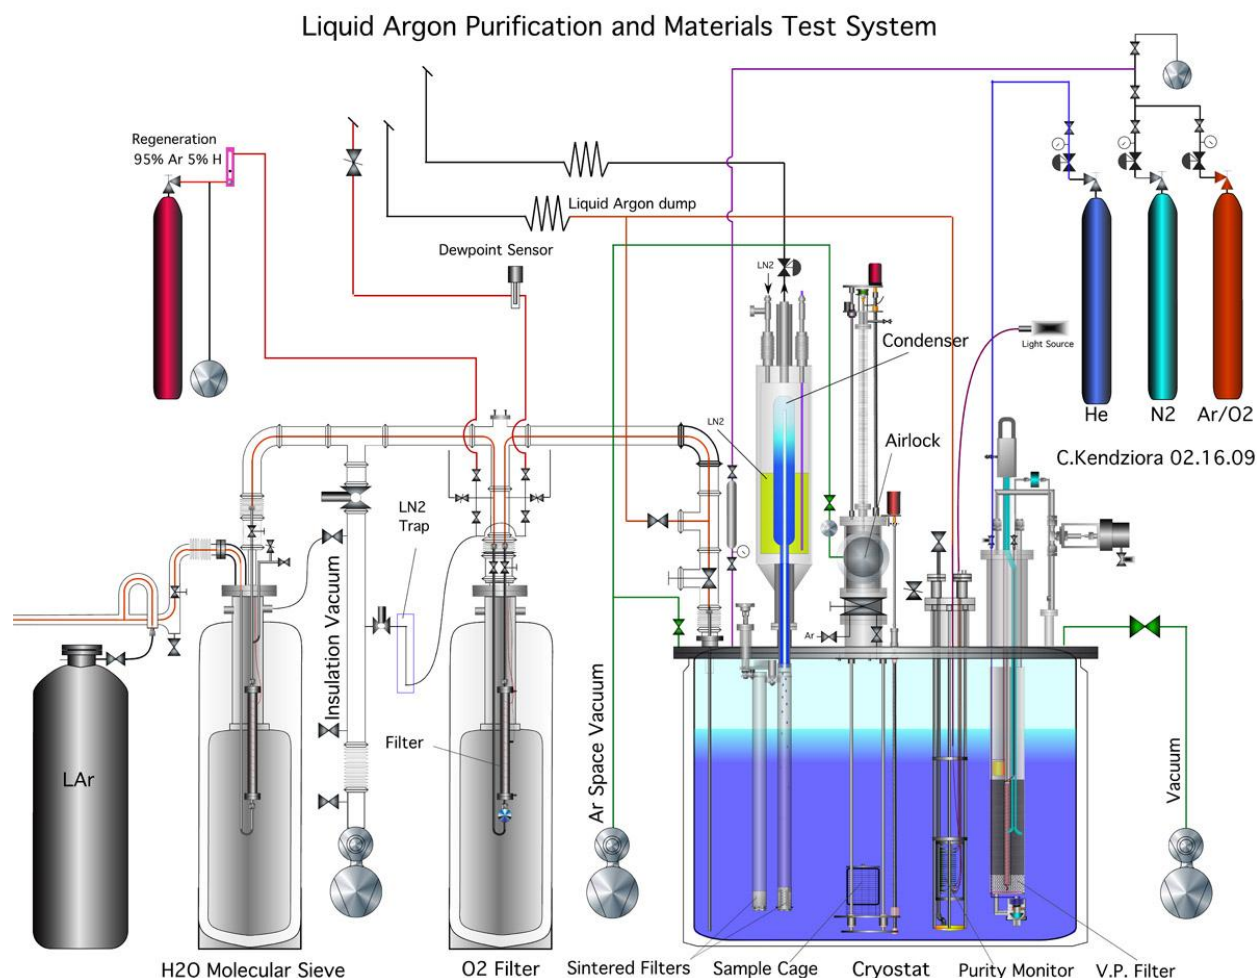 Liquid Argon Purification and Materials Test System
Regeneration
95% Ar 5% H
Liquid Argon dump
Dewpoint Sensor
LN2
Light Source
Condenser
He
N2
Ar/O2
LN2
Airlock
C.Kendziora 02.16.09
LN2
Trap
Insulation Vacuum
Ar
Filter
LAr
Ar Space Vacuum
Vacuum
H2O Molecular Sieve
O2 Filter
Sintered Filters
Sample Cage
Cryostat
Purity Monitor
V.P. Filter